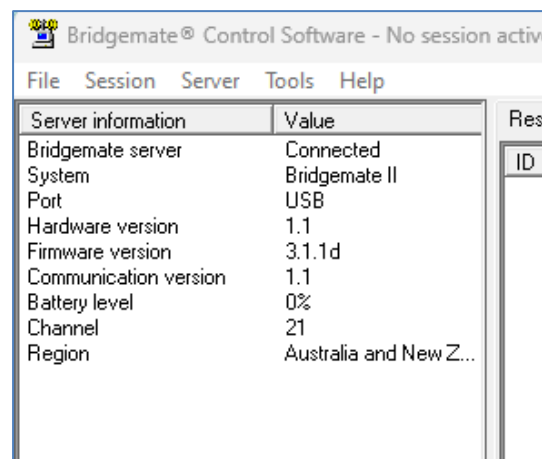 Bridgemate® Control Software - No session activ
File Session Server Tools Help
Server information Value
Bridgemate server Connected
System Bridgemate II
Port USB
Hardware version 1.1
Firmware version 3.1.1d
Communication version 1.1
Battery level 0%
Channel 21
Region Australia and New Z...
Res
ID